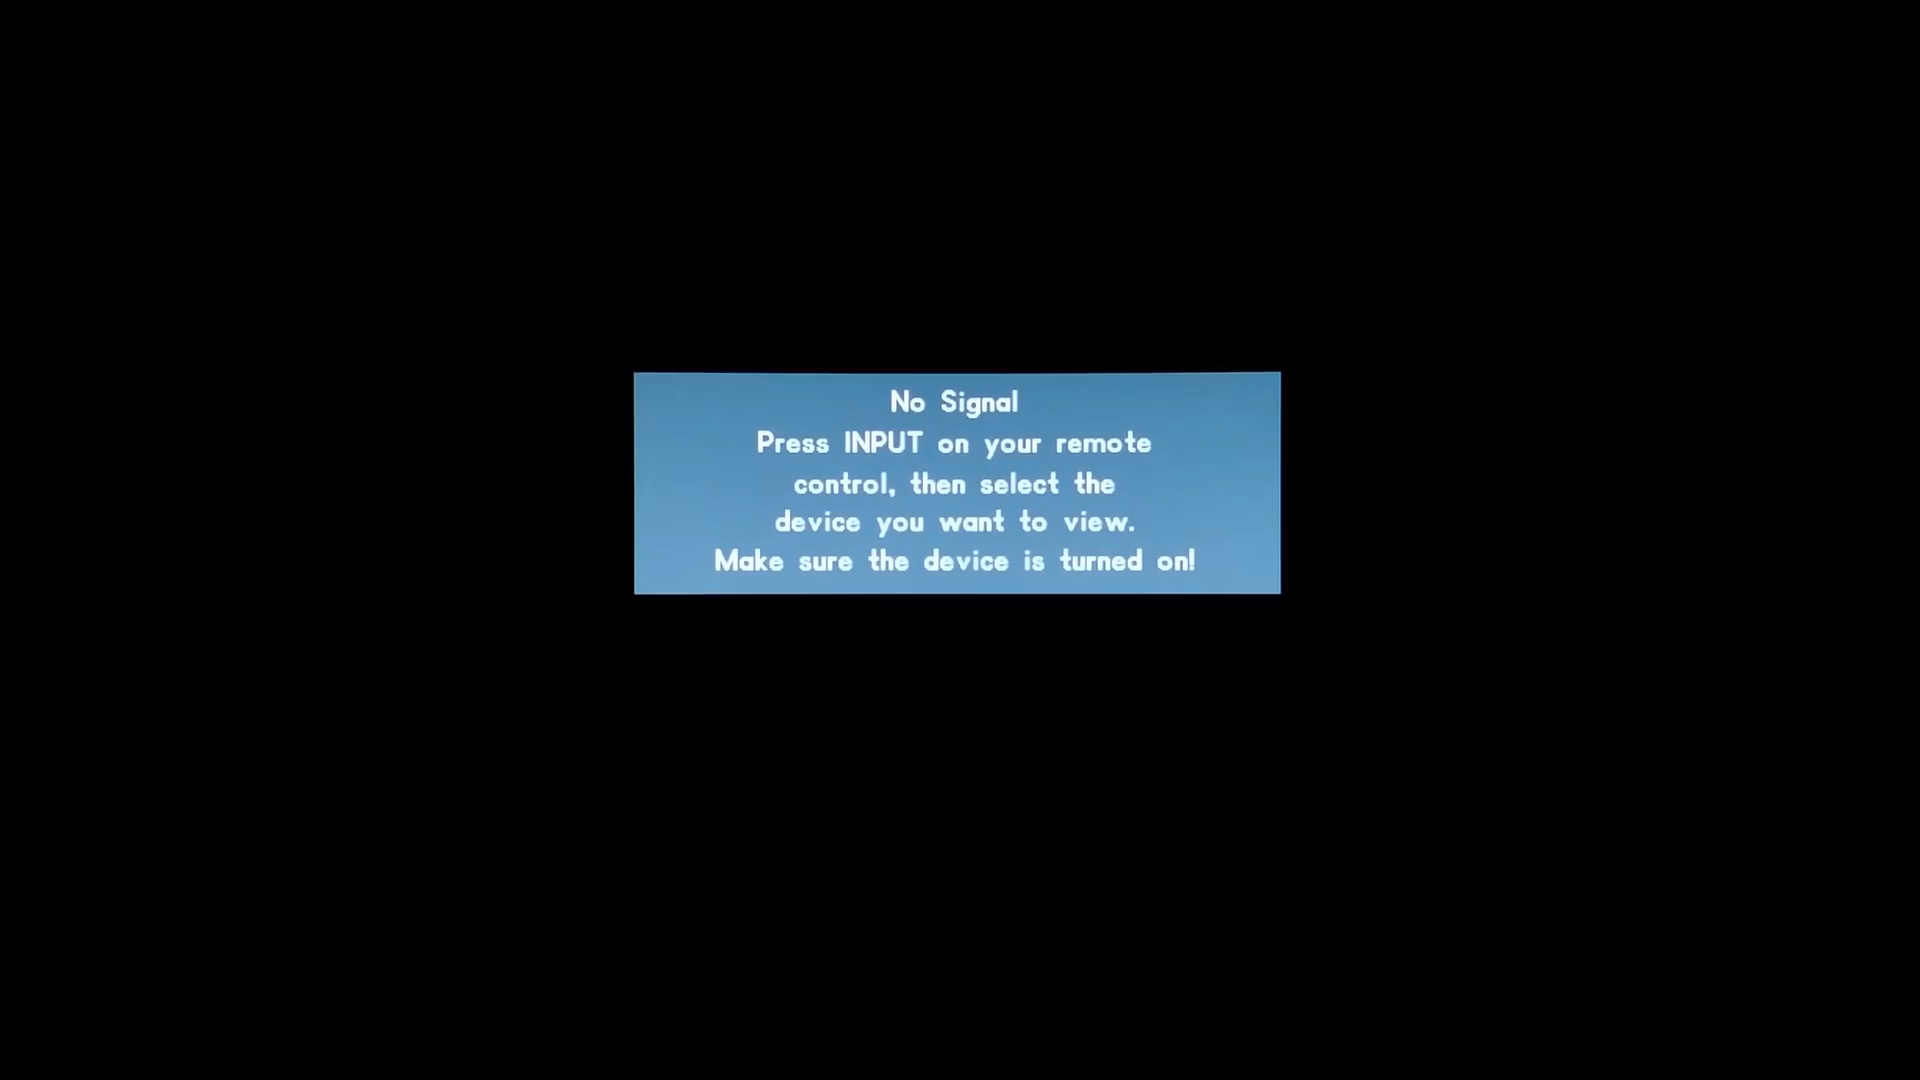 No Signal
Press INPUT on your remote
control, then select the
device you want to view.
Make sure the device is turned on!